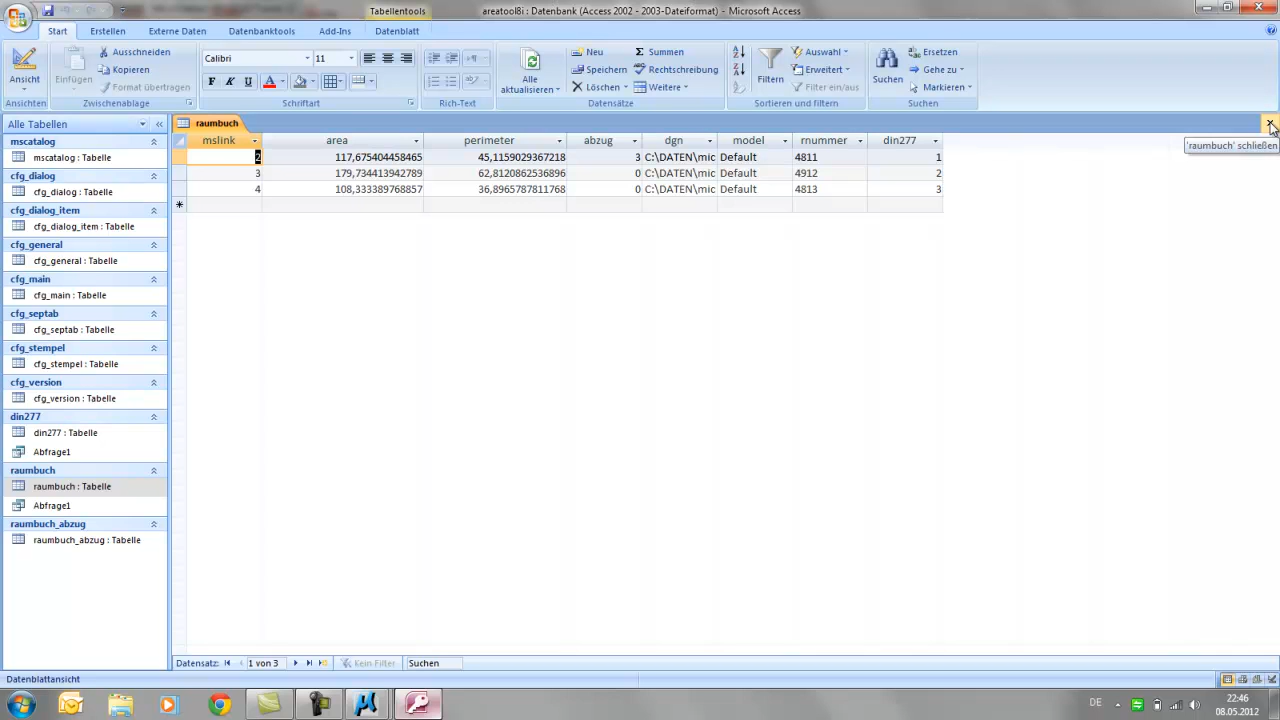 Tabellentools
areatool8i : Datenbank (Access 2002 - 2003-Dateiformat) - Microsoft Access
Start Erstellen Externe Daten Datenbanktools Add-Ins Datenblatt
Ansicht
Ansichten
Einfügen
Ausschneiden
Kopieren
Format übertragen
Zwischenablage
Calibri 11
F K U A
Schriftart
Rich-Text
Alle aktualisieren
Neu
Speichern
Löschen
Summen
Rechtschreibung
Weitere
Datensätze
Filtern
Auswahl
Erweitert
Filter ein/aus
Sortieren und Filtern
Suchen
Ersetzen
Gehe zu
Markieren
Suchen
Alle Tabellen
mscatalog
mscatalog : Tabelle
cfg_dialog
cfg_dialog : Tabelle
cfg_dialog_item
cfg_dialog_item : Tabelle
cfg_general
cfg_general : Tabelle
cfg_main
cfg_main : Tabelle
cfg_septab
cfg_septab : Tabelle
cfg_stempel
cfg_stempel : Tabelle
cfg_version
cfg_version : Tabelle
din277
din277 : Tabelle
Abfrage1
raumbuch
raumbuch : Tabelle
Abfrage1
raumbuch_abzug
raumbuch_abzug : Tabelle
raumbuch
'raumbuch' schließen
mslink area perimeter abzug dgn model rnummer din277
2 117,675404458465 45,1159029367218 3 C:\DATEN\mic Default 4811 1
3 179,734413942789 62,8120862536896 0 C:\DATEN\mic Default 4912 2
4 108,333389768857 36,8965787811768 0 C:\DATEN\mic Default 4813 3
Datensatz: 1 von 3 Kein Filter Suchen
Datenblattansicht
DE
22:46
08.05.2012